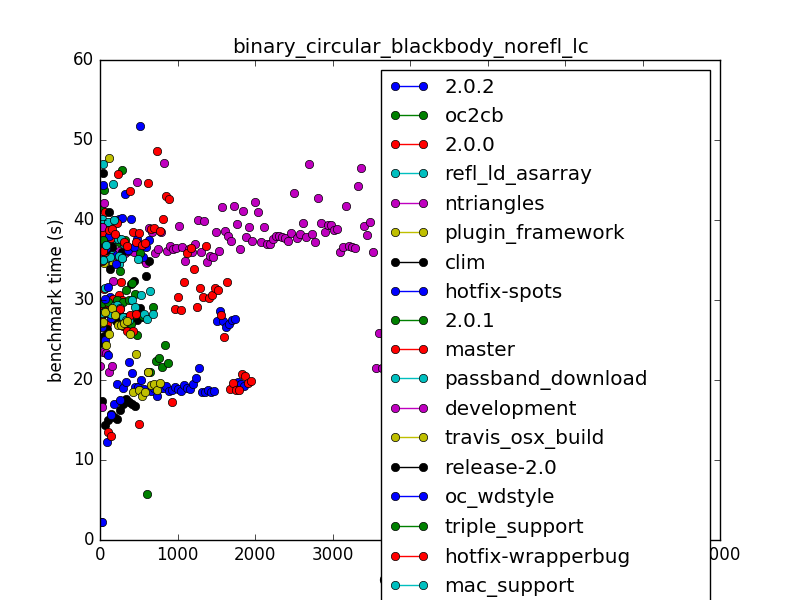 binary_circular_blackbody_norefl_lc
60
50
40
30
20
10
0
benchmark time (s)
0 1000 2000 3000 000
2.0.2
oc2cb
2.0.0
refl_ld_asarray
ntriangles
plugin_framework
clim
hotfix-spots
2.0.1
master
passband_download
development
travis_osx_build
release-2.0
oc_wdstyle
triple_support
hotfix-wrapperbug
mac_support